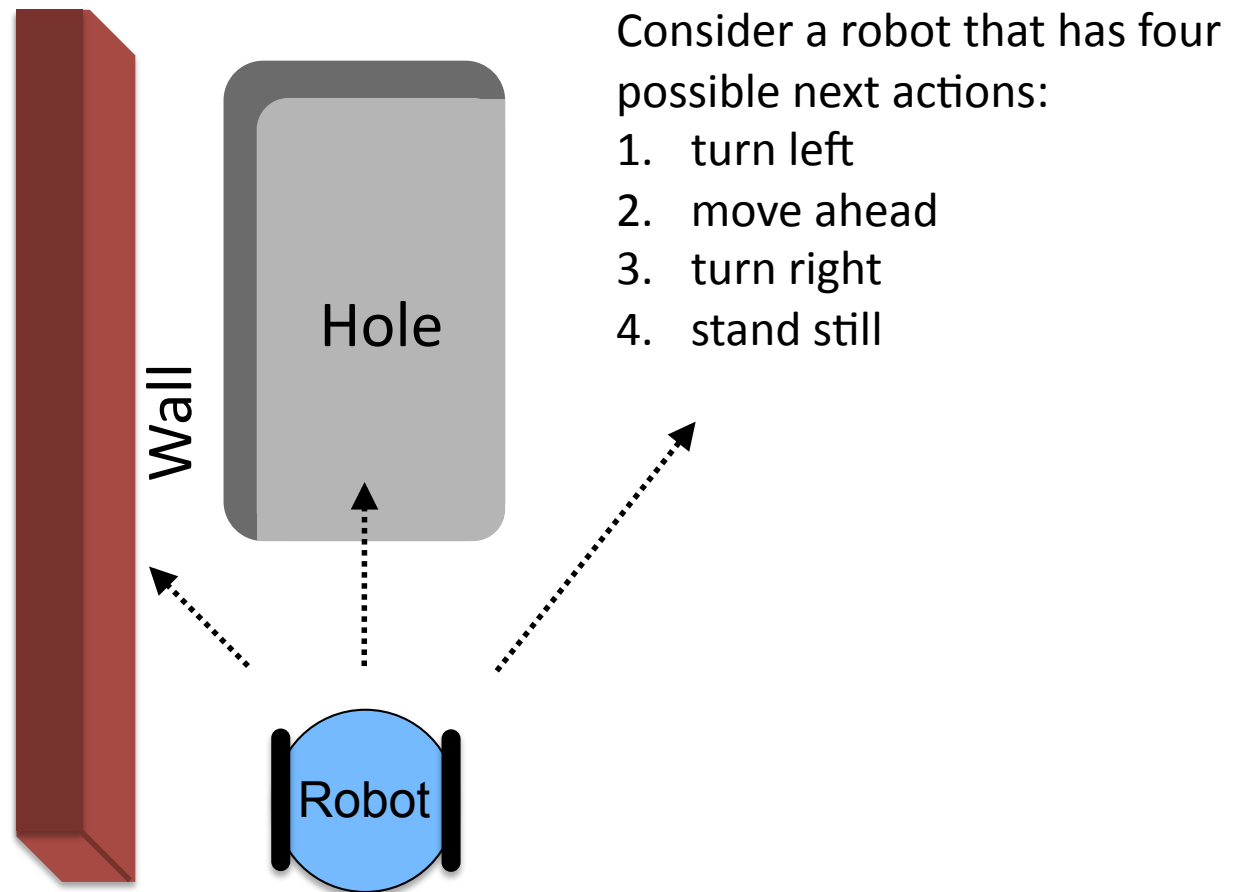 Consider a robot that has four
possible next actions:
1. turn left
2. move ahead
3. turn right
4. stand still
Hole
Wall
Robot